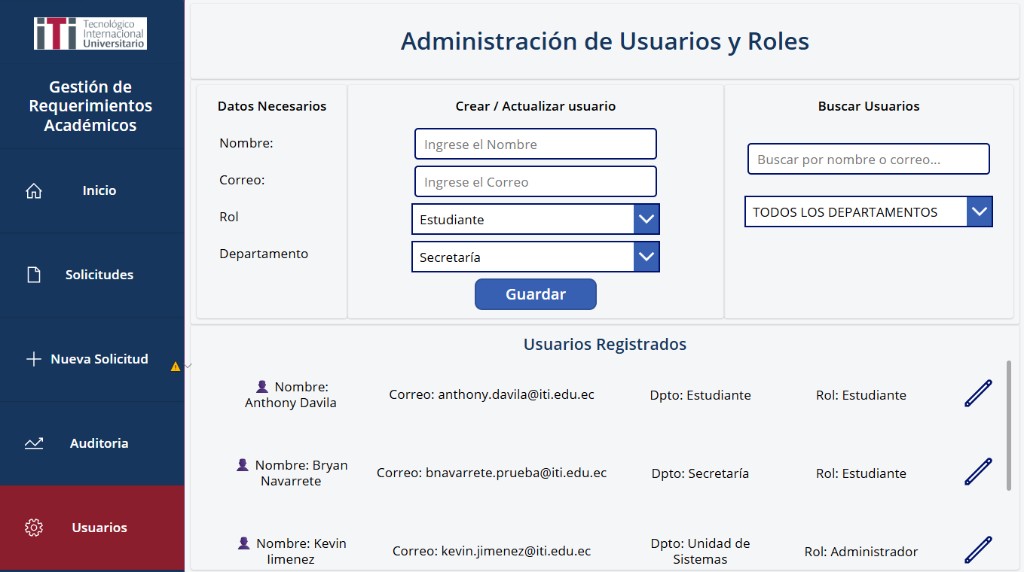 iTi Tecnológico
Internacional
Universitario
Gestión de
Requerimientos
Académicos
Inicio
Solicitudes
Nueva Solicitud
Auditoria
Usuarios
Administración de Usuarios y Roles
Datos Necesarios
Nombre:
Correo:
Rol
Departamento
Crear / Actualizar usuario
Ingrese el Nombre
Ingrese el Correo
Estudiante
Secretaría
Guardar
Buscar Usuarios
Buscar por nombre o correo...
TODOS LOS DEPARTAMENTOS
Usuarios Registrados
Nombre:
Anthony Davila
Correo: anthony.davila@iti.edu.ec
Dpto: Estudiante
Rol: Estudiante
Nombre: Bryan
Navarrete
Correo: bnavarrete.prueba@iti.edu.ec
Dpto: Secretaría
Rol: Estudiante
Nombre: Kevin
Jimenez
Correo: kevin.jimenez@iti.edu.ec
Dpto: Unidad de
Sistemas
Rol: Administrador